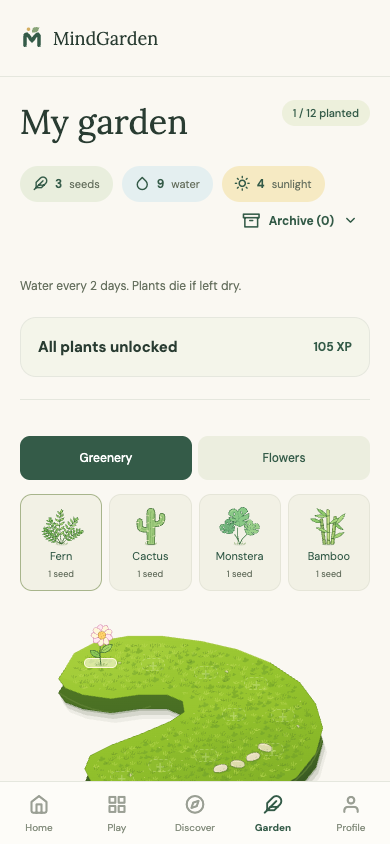 MindGarden
My garden
1 / 12 planted
3 seeds
9 water
4 sunlight
Archive (0)
Water every 2 days. Plants die if left dry.
All plants unlocked
105 XP
Greenery
Flowers
Fern
1 seed
Cactus
1 seed
Monstera
1 seed
Bamboo
1 seed
Home
Play
Discover
Garden
Profile